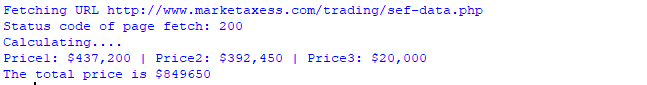 Fetching URL http://www.marketaxess.com/trading/sef-data.php
Status code of page fetch: 200
Calculating....
Price1: $437,200 | Price2: $392,450 | Price3: $20,000
The total price is $849650